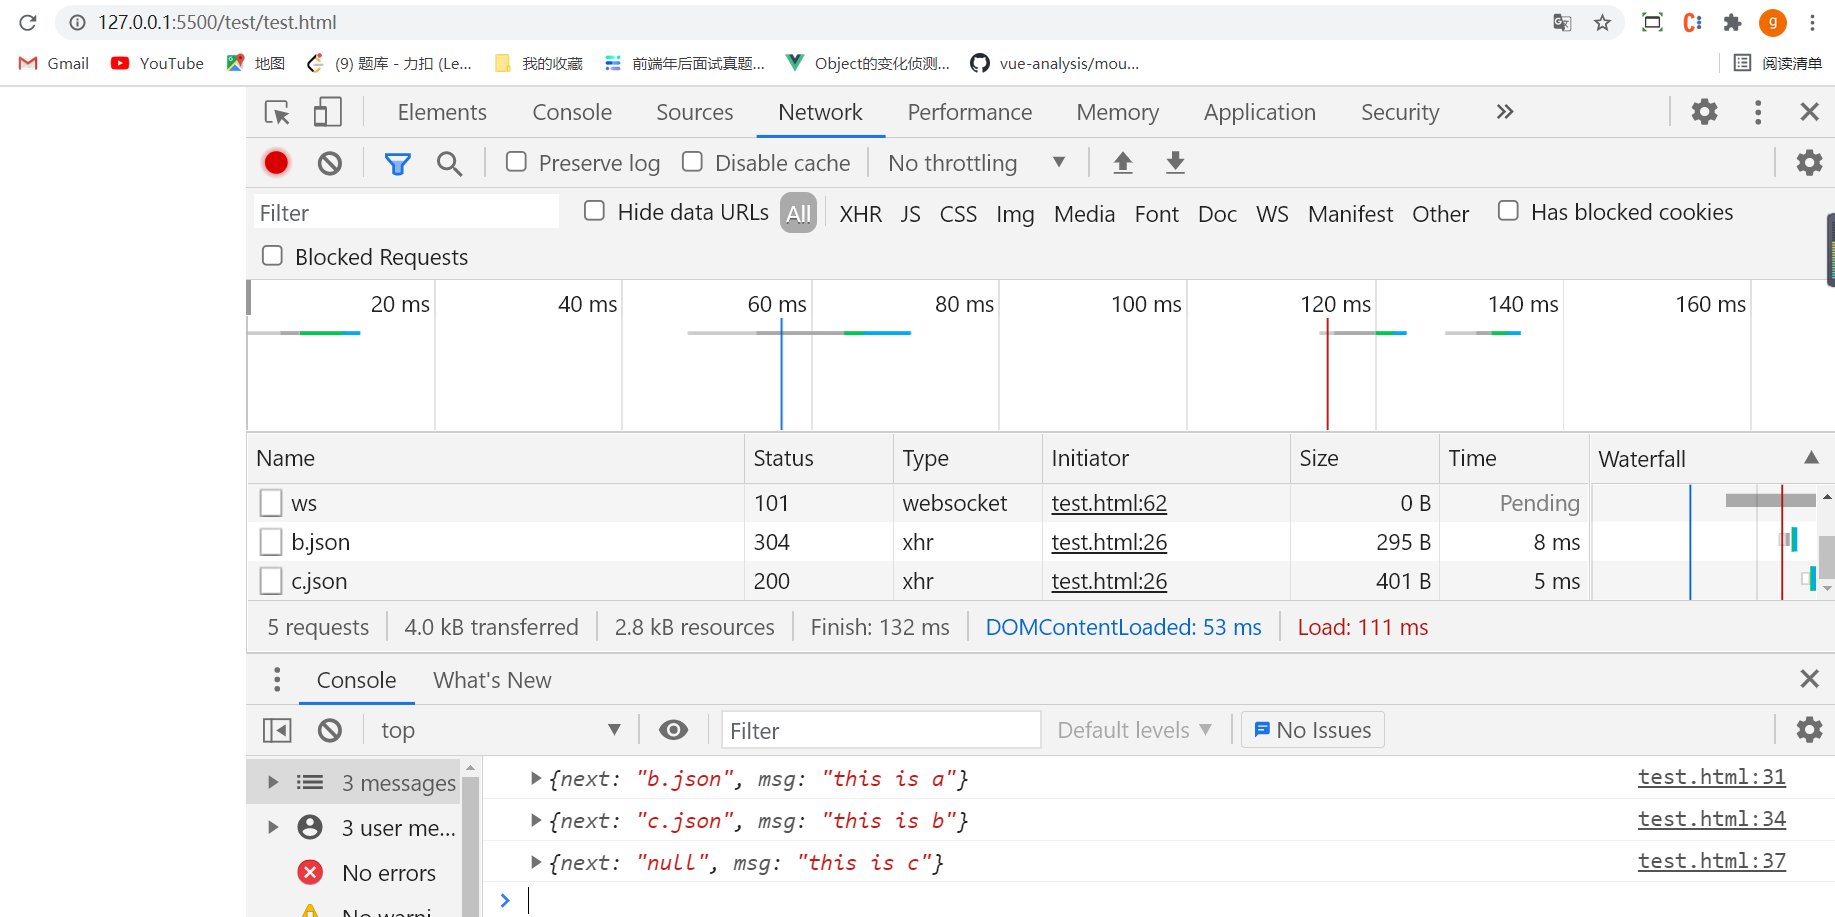 127.0.0.1:5500/test/test.html
g
Gmail YouTube 地图 (9) 题库 - 力扣 (Le... 我的收藏 前端年后面试真题... Object的变化侦测... vue-analysis/mou... 阅读清单
Elements Console Sources Network Performance Memory Application Security
Preserve log Disable cache No throttling
Filter Hide data URLs All XHR JS CSS Img Media Font Doc WS Manifest Other Has blocked cookies
Blocked Requests
20 ms 40 ms 60 ms 80 ms 100 ms 120 ms 140 ms 160 ms
Name Status Type Initiator Size Time Waterfall
ws 101 websocket test.html:62 0 B Pending
b.json 304 xhr test.html:26 295 B 8 ms
c.json 200 xhr test.html:26 401 B 5 ms
5 requests 4.0 kB transferred 2.8 kB resources Finish: 132 ms DOMContentLoaded: 53 ms Load: 111 ms
Console What's New
top Filter Default levels No Issues
3 messages {next: "b.json", msg: "this is a"} test.html:31
3 user me... {next: "c.json", msg: "this is b"} test.html:34
No errors {next: "null", msg: "this is c"} test.html:37
No warni